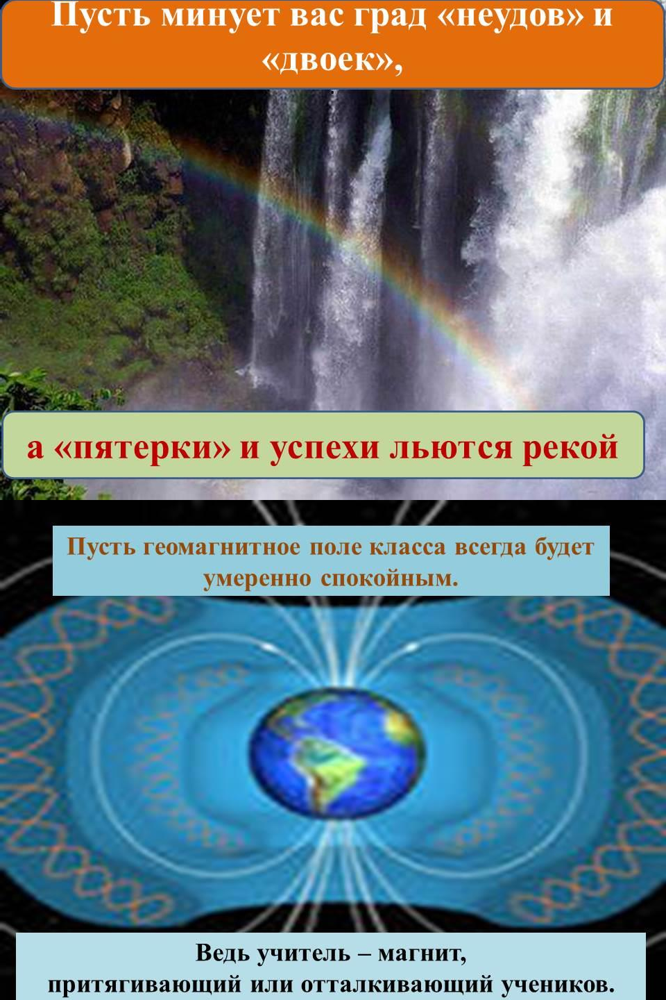 Пусть минует вас град «неудов» и
«двоек»,
а «пятерки» и успехи льются рекой
Пусть геомагнитное поле класса всегда будет
умеренно спокойным.
Ведь учитель – магнит,
притягивающий или отталкивающий учеников.